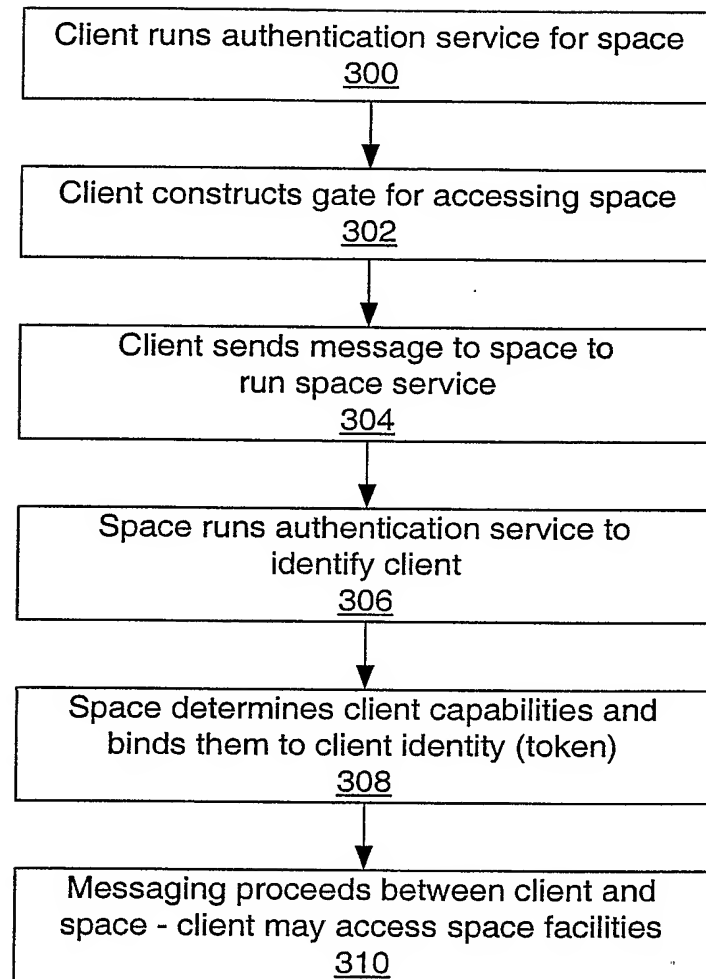 Client runs authentication service for space
300
Client constructs gate for accessing space
302
Client sends message to space to
run space service
304
Space runs authentication service to
identify client
306
Space determines client capabilities and
binds them to client identity (token)
308
Messaging proceeds between client and
space - client may access space facilities
310